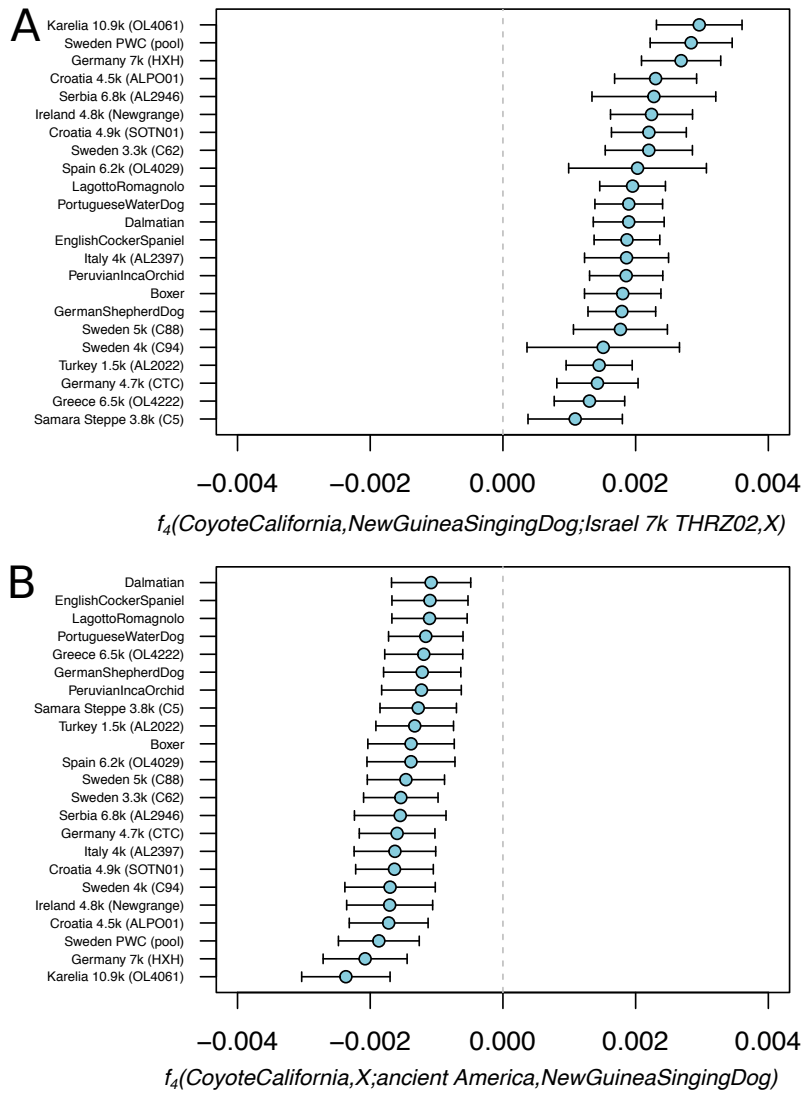 A
Karelia 10.9k (OL4061)
Sweden PWC (pool)
Germany 7k (HXH)
Croatia 4.5k (ALPO01)
Serbia 6.8k (AL2946)
Ireland 4.8k (Newgrange)
Croatia 4.9k (SOTN01)
Sweden 3.3k (C62)
Spain 6.2k (OL4029)
LagottoRomagnolo
PortugueseWaterDog
Dalmatian
EnglishCockerSpaniel
Italy 4k (AL2397)
PeruvianIncaOrchid
Boxer
GermanShepherdDog
Sweden 5k (C88)
Sweden 4k (C94)
Turkey 1.5k (AL2022)
Germany 4.7k (CTC)
Greece 6.5k (OL4222)
Samara Steppe 3.8k (C5)
−0.004 −0.002 0.000 0.002 0.004
f4(CoyoteCalifornia,NewGuineaSingingDog;Israel 7k THRZ02,X)
B
Dalmatian
EnglishCockerSpaniel
LagottoRomagnolo
PortugueseWaterDog
Greece 6.5k (OL4222)
GermanShepherdDog
PeruvianIncaOrchid
Samara Steppe 3.8k (C5)
Turkey 1.5k (AL2022)
Boxer
Spain 6.2k (OL4029)
Sweden 5k (C88)
Sweden 3.3k (C62)
Serbia 6.8k (AL2946)
Germany 4.7k (CTC)
Italy 4k (AL2397)
Croatia 4.9k (SOTN01)
Sweden 4k (C94)
Ireland 4.8k (Newgrange)
Croatia 4.5k (ALPO01)
Sweden PWC (pool)
Germany 7k (HXH)
Karelia 10.9k (OL4061)
−0.004 −0.002 0.000 0.002 0.004
f4(CoyoteCalifornia,X;ancient America,NewGuineaSingingDog)